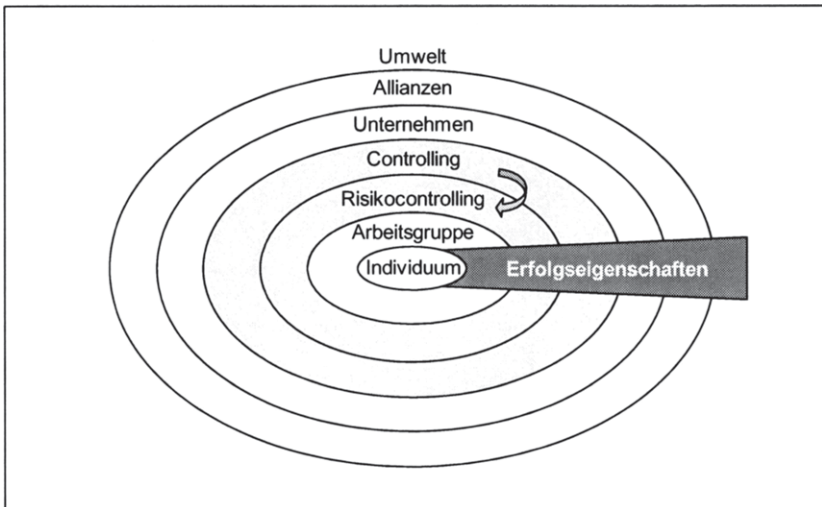 Umwelt
Allianzen
Unternehmen
Controlling
Risikocontrolling
Arbeitsgruppe
Individuum
Erfolgseigenschaften